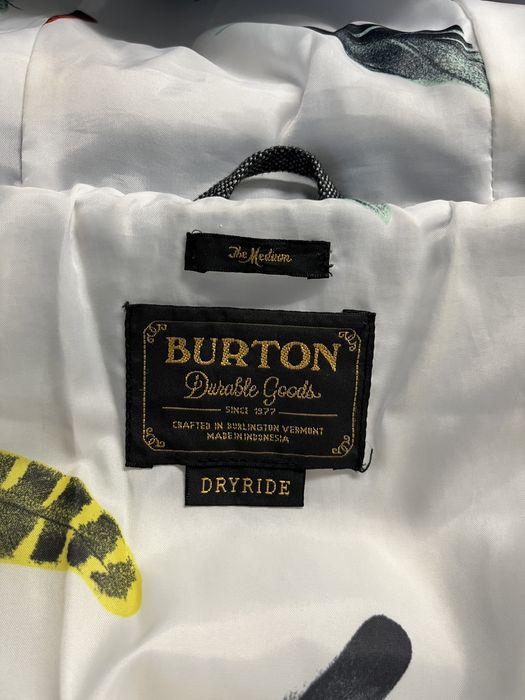 The Medium
BURTON
Durable Goods
SINCE 1977
CRAFTED IN BURLINGTON VERMONT
MADE IN INDONESIA
DRYRIDE